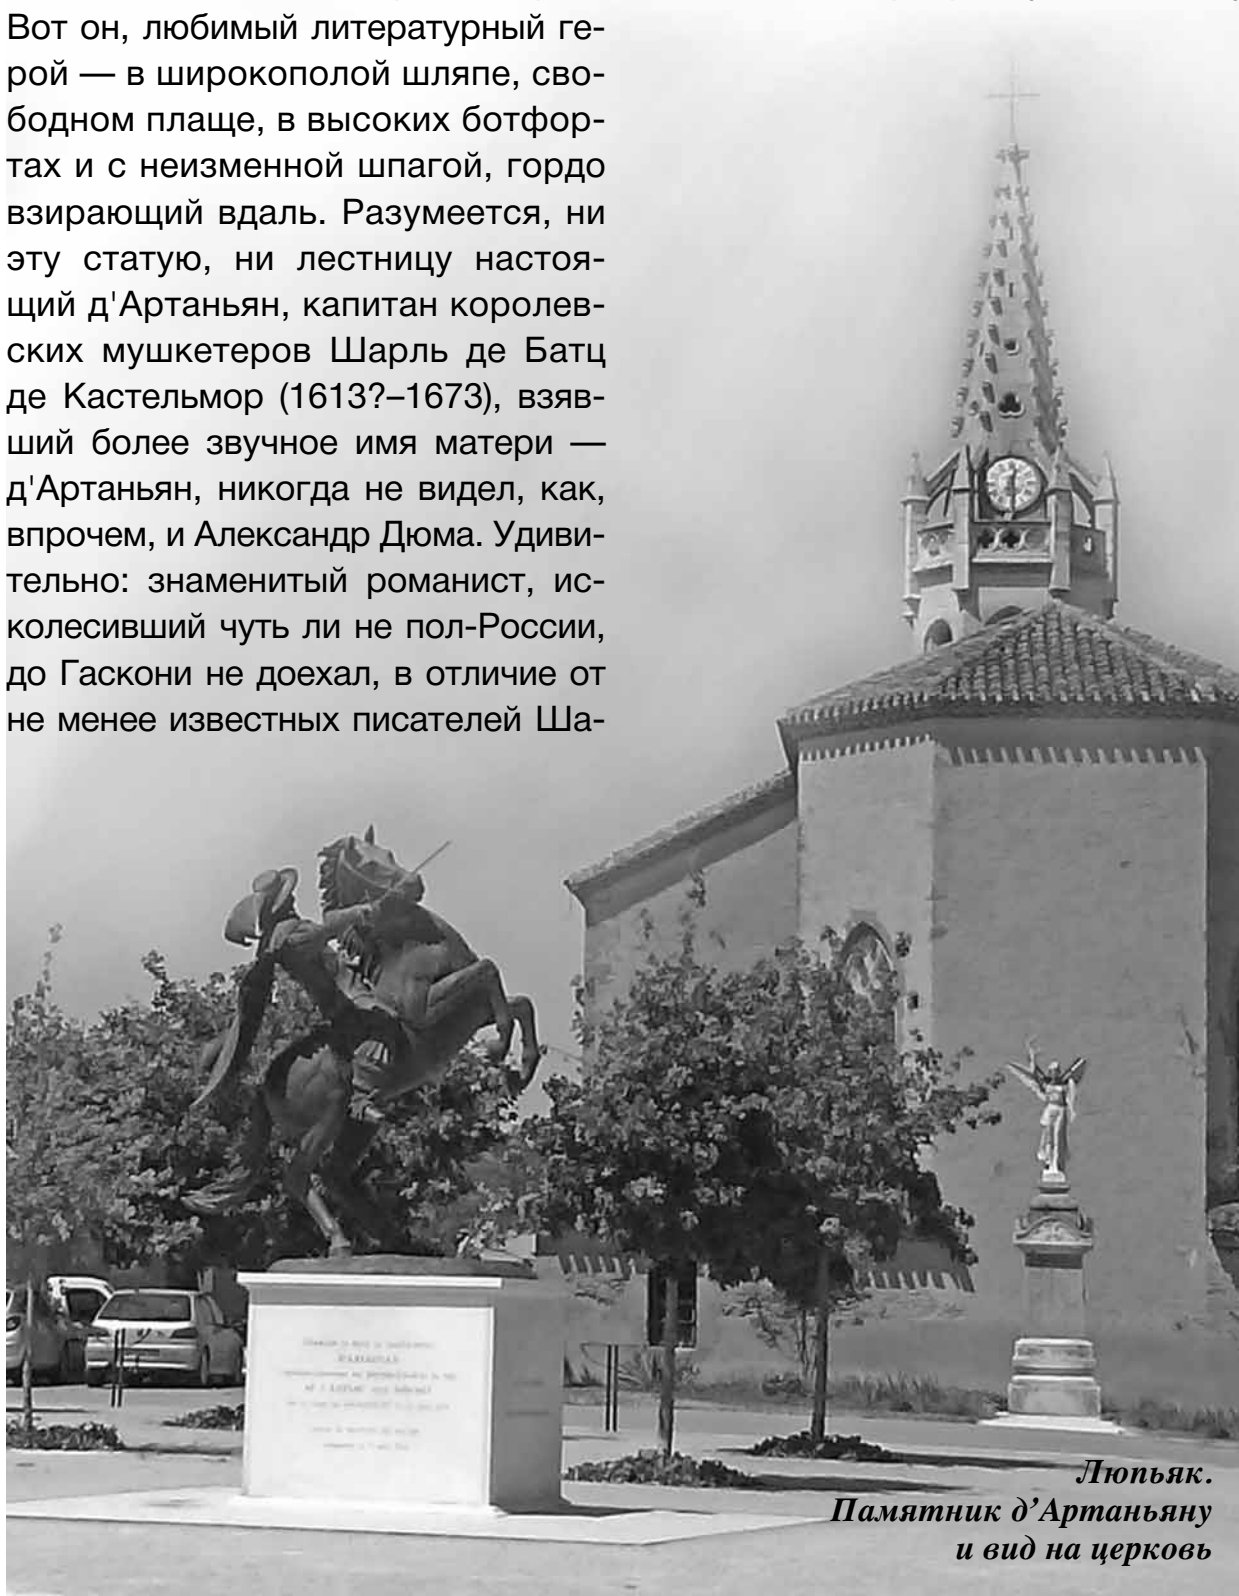 Вот он, любимый литературный ге-
рой — в широкополой шляпе, сво-
бодном плаще, в высоких ботфор-
тах и с неизменной шпагой, гордо
взирающий вдаль. Разумеется, ни
эту статую, ни лестницу настоя-
щий д'Артаньян, капитан королев-
ских мушкетеров Шарль де Батц
де Кастельмор (1613?–1673), взяв-
ший более звучное имя матери —
д'Артаньян, никогда не видел, как,
впрочем, и Александр Дюма. Удиви-
тельно: знаменитый романист, ис-
колесивший чуть ли не пол-России,
до Гаскони не доехал, в отличие от
не менее известных писателей Ша-
Люпьяк.
Памятник д’Артаньяну
и вид на церковь